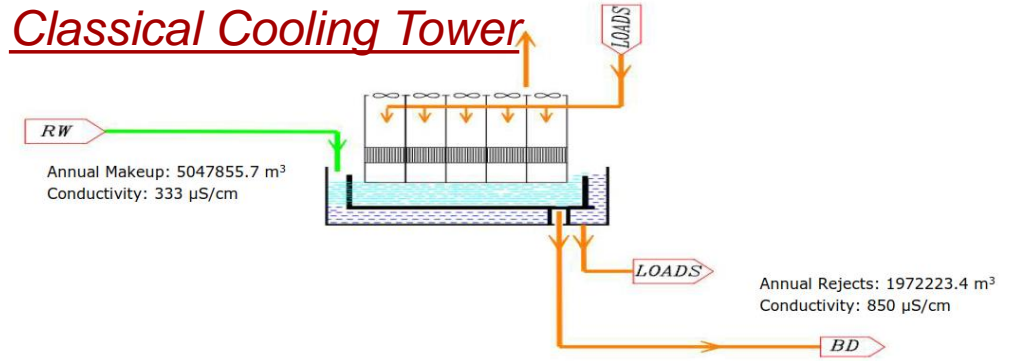 Classical Cooling Tower
LOADS
RW
Annual Makeup: 5047855.7 m³
Conductivity: 333 µS/cm
LOADS
Annual Rejects: 1972223.4 m³
Conductivity: 850 µS/cm
BD